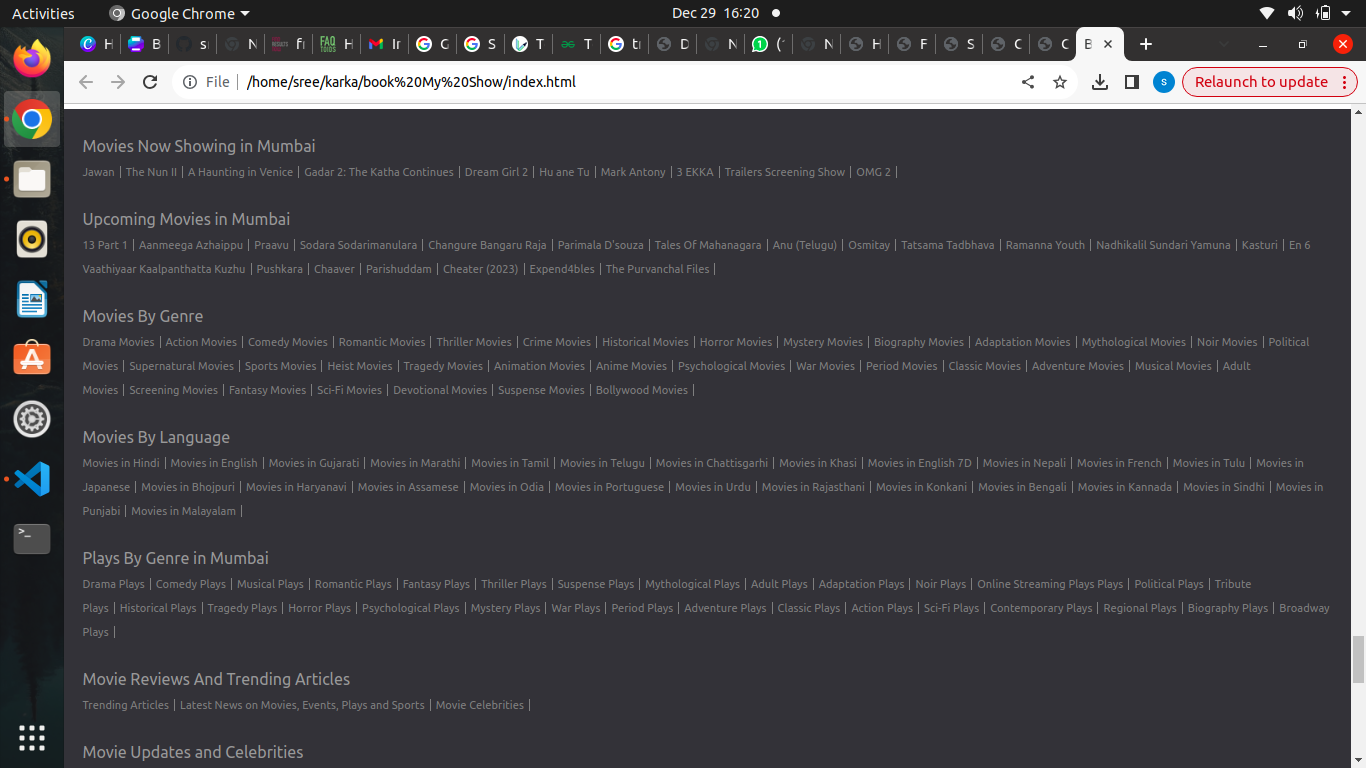 Activities Google Chrome Dec 29 16:20
H B si N fr H In G S T T tr D N (1 N H F S C C B
File /home/sree/karka/book%20My%20Show/index.html S Relaunch to update
Movies Now Showing in Mumbai
Jawan | The Nun II | A Haunting in Venice | Gadar 2: The Katha Continues | Dream Girl 2 | Hu ane Tu | Mark Antony | 3 EKKA | Trailers Screening Show | OMG 2 |
Upcoming Movies in Mumbai
13 Part 1 | Aanmeega Azhaippu | Praavu | Sodara Sodarimanulara | Changure Bangaru Raja | Parimala D'souza | Tales Of Mahanagara | Anu (Telugu) | Osmitay | Tatsama Tadbhava | Ramanna Youth | Nadhikalil Sundari Yamuna | Kasturi | En 6
Vaathiyaar Kaalpanthatta Kuzhu | Pushkara | Chaaver | Parishuddam | Cheater (2023) | Expend4bles | The Purvanchal Files |
Movies By Genre
Drama Movies | Action Movies | Comedy Movies | Romantic Movies | Thriller Movies | Crime Movies | Historical Movies | Horror Movies | Mystery Movies | Biography Movies | Adaptation Movies | Mythological Movies | Noir Movies | Political
Movies | Supernatural Movies | Sports Movies | Heist Movies | Tragedy Movies | Animation Movies | Anime Movies | Psychological Movies | War Movies | Period Movies | Classic Movies | Adventure Movies | Musical Movies | Adult
Movies | Screening Movies | Fantasy Movies | Sci-Fi Movies | Devotional Movies | Suspense Movies | Bollywood Movies |
Movies By Language
Movies in Hindi | Movies in English | Movies in Gujarati | Movies in Marathi | Movies in Tamil | Movies in Telugu | Movies in Chattisgarhi | Movies in Khasi | Movies in English 7D | Movies in Nepali | Movies in French | Movies in Tulu | Movies in
Japanese | Movies in Bhojpuri | Movies in Haryanavi | Movies in Assamese | Movies in Odia | Movies in Portuguese | Movies in Urdu | Movies in Rajasthani | Movies in Konkani | Movies in Bengali | Movies in Kannada | Movies in Sindhi | Movies in
Punjabi | Movies in Malayalam |
Plays By Genre in Mumbai
Drama Plays | Comedy Plays | Musical Plays | Romantic Plays | Fantasy Plays | Thriller Plays | Suspense Plays | Mythological Plays | Adult Plays | Adaptation Plays | Noir Plays | Online Streaming Plays Plays | Political Plays | Tribute
Plays | Historical Plays | Tragedy Plays | Horror Plays | Psychological Plays | Mystery Plays | War Plays | Period Plays | Adventure Plays | Classic Plays | Action Plays | Sci-Fi Plays | Contemporary Plays | Regional Plays | Biography Plays | Broadway
Plays |
Movie Reviews And Trending Articles
Trending Articles | Latest News on Movies, Events, Plays and Sports | Movie Celebrities |
Movie Updates and Celebrities